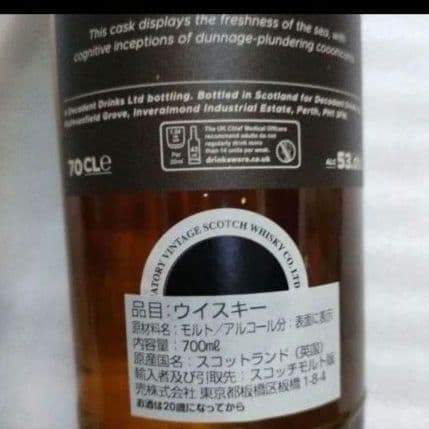 This cask displays the freshness of the sea, with
cognitive inceptions of dunnage-plundering
A Decadent Drinks Ltd bottling. Bottled in Scotland for Decadent
Grove, Inveralmond Industrial Estate, Perth, PH1
70CLe
Per
The UK Chief Medical Officers
recommend adults do not
regularly drink more
than 14 units per week.
drinkaware.co.uk
ALC 53.
ATORY VINTAGE SCOTCH WHISKY CO. LTD
品目：ウイスキー
原材料名：モルト/アルコール分：表面に表示
内容量：700㎖
原産国名：スコットランド（英国）
輸入者及び引取先：スコッチモルト販
売株式会社 東京都板橋区板橋1-8-4
お酒は20歳になってから